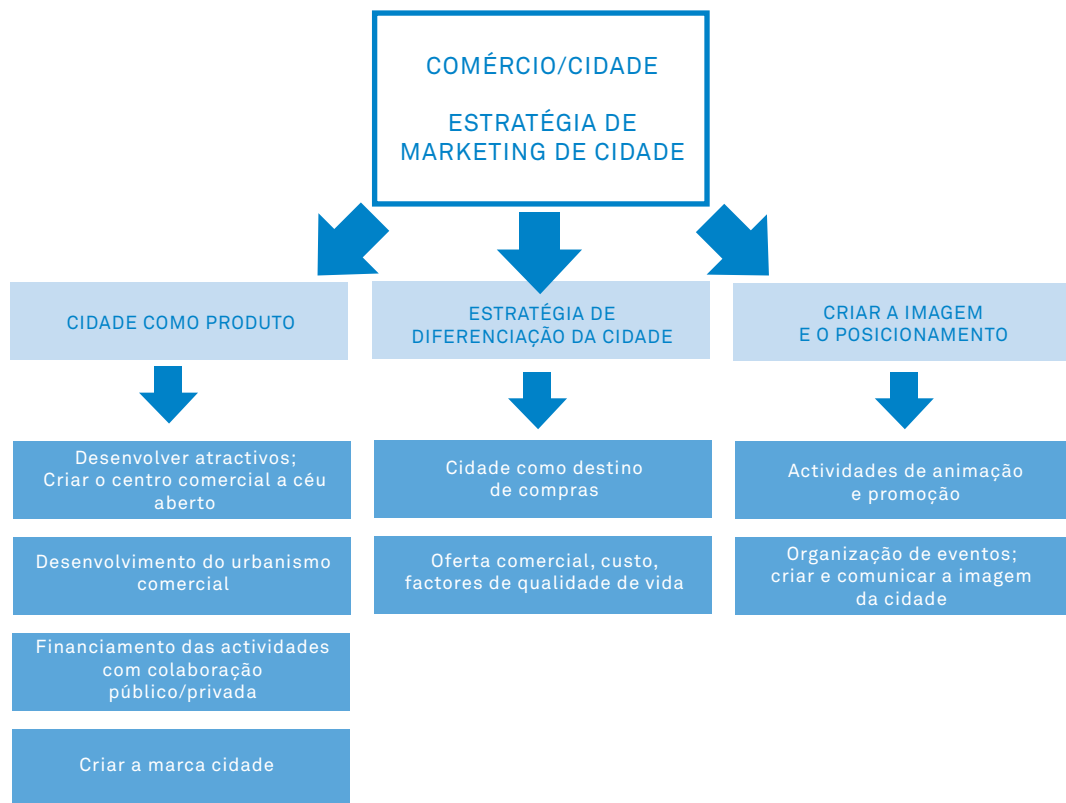 COMÉRCIO/CIDADE
ESTRATÉGIA DE
MARKETING DE CIDADE
CIDADE COMO PRODUTO
ESTRATÉGIA DE
DIFERENCIAÇÃO DA CIDADE
CRIAR A IMAGEM
E O POSICIONAMENTO
Desenvolver atractivos;
Criar o centro comercial a céu
aberto
Desenvolvimento do urbanismo
comercial
Financiamento das actividades
com colaboração
público/privada
Criar a marca cidade
Cidade como destino
de compras
Oferta comercial, custo,
factores de qualidade de vida
Actividades de animação
e promoção
Organização de eventos;
criar e comunicar a imagem
da cidade